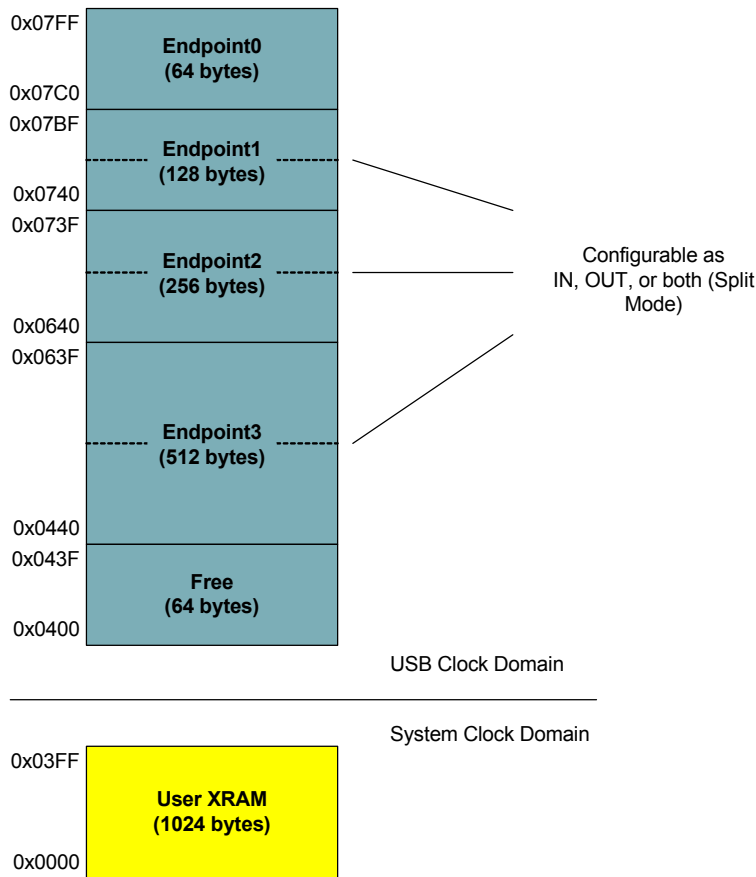 0x07FF
Endpoint0
(64 bytes)
0x07C0
0x07BF
Endpoint1
(128 bytes)
0x0740
0x073F
Endpoint2
(256 bytes)
0x0640
0x063F
Endpoint3
(512 bytes)
0x0440
0x043F
Free
(64 bytes)
0x0400
Configurable as
IN, OUT, or both (Split
Mode)
USB Clock Domain
System Clock Domain
0x03FF
User XRAM
(1024 bytes)
0x0000